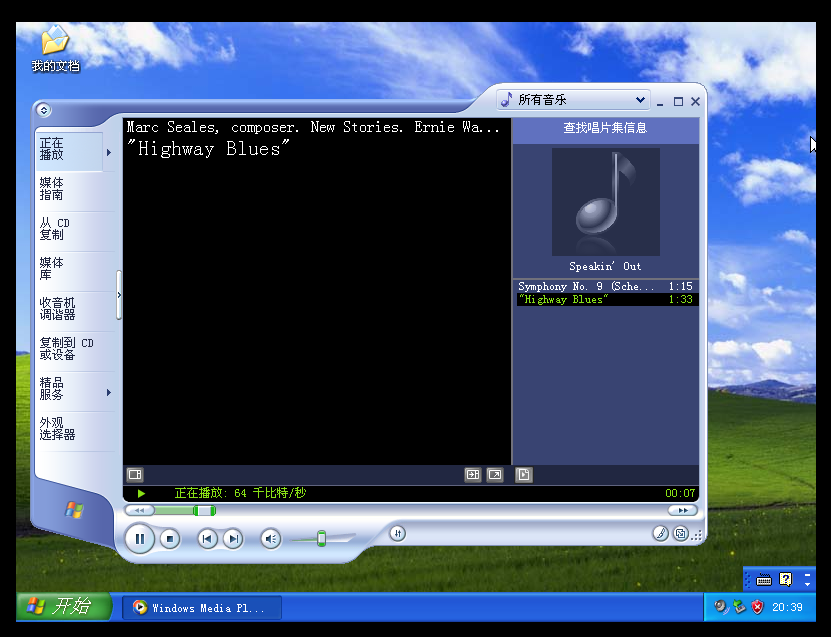 我的文档
所有音乐
Marc Seales, composer. New Stories. Ernie Wa...
"Highway Blues"
查找唱片集信息
Speakin' Out
Symphony No. 9 (Sche... 1:15
"Highway Blues" 1:33
正在
播放
媒体
指南
从 CD
复制
媒体
库
收音机
调谐器
复制到 CD
或设备
精品
服务
外观
选择器
正在播放: 64 千比特/秒
00:07
开始
Windows Media Pl...
20:39